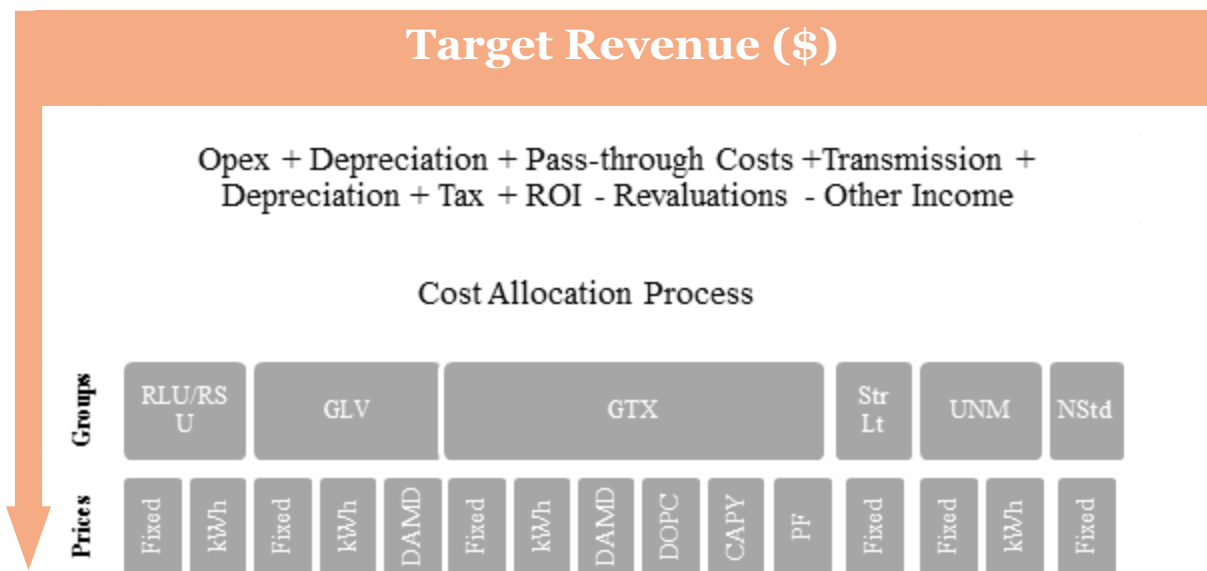 Target Revenue ($)
Opex + Depreciation + Pass-through Costs +Transmission +
Depreciation + Tax + ROI - Revaluations - Other Income
Cost Allocation Process
Groups
RLU/RS
U
GLV
GTX
Str
Lt
UNM
NStd
Prices
Fixed
kWh
Fixed
kWh
DAMD
Fixed
kWh
DAMD
DOPC
CAPY
PF
Fixed
Fixed
kWh
Fixed